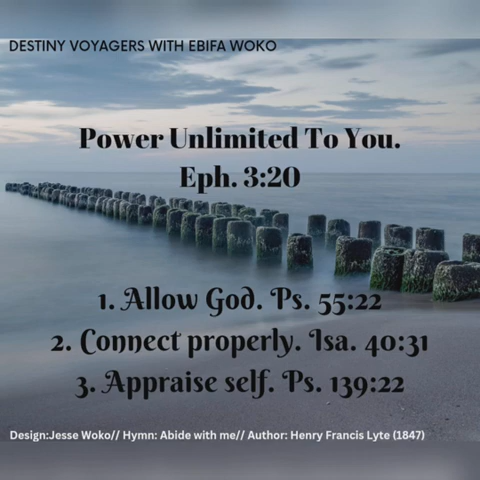 DESTINY VOYAGERS WITH EBIFA WOKO
Power Unlimited To You.
Eph. 3:20
1. Allow God. Ps. 55:22
2. Connect properly. Isa. 40:31
3. Appraise self. Ps. 139:22
Design:Jesse Woko// Hymn: Abide with me// Author: Henry Francis Lyte (1847)